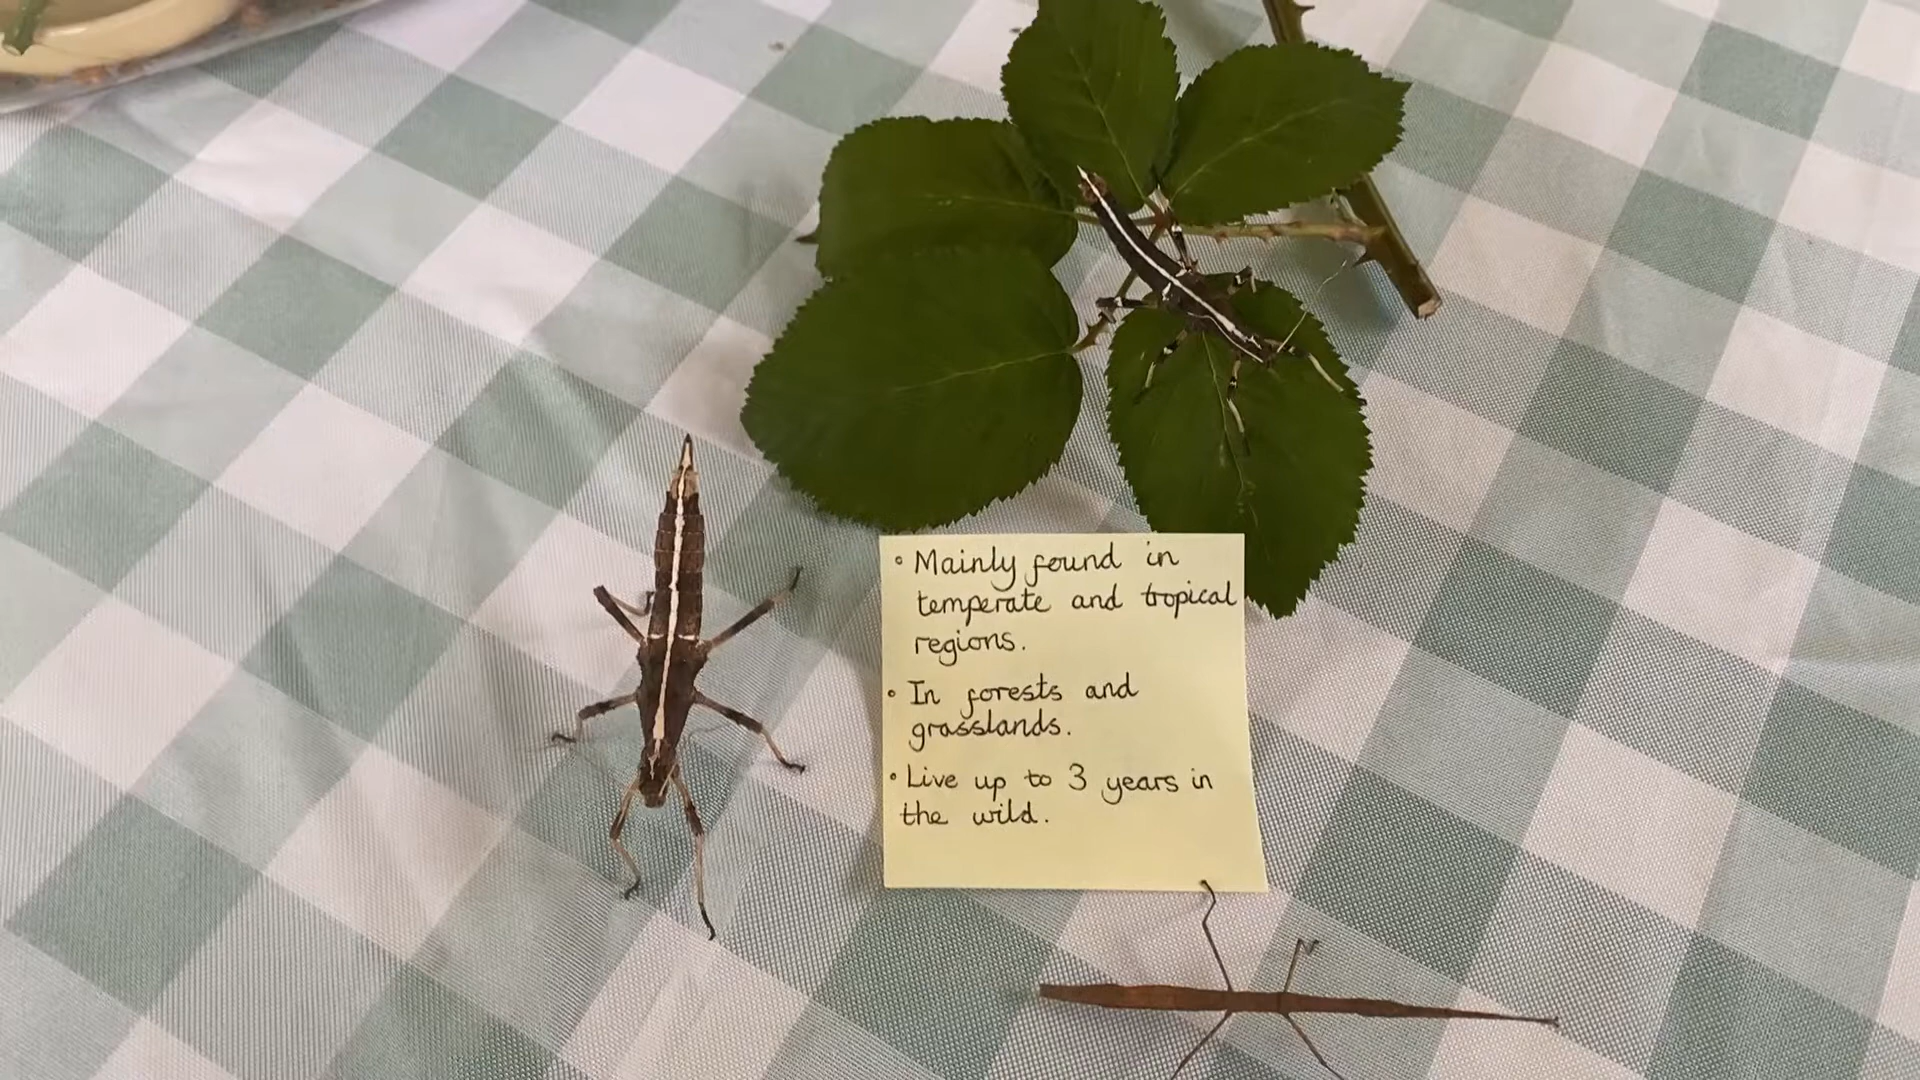 • Mainly found in
temperate and tropical
regions.
• In forests and
grasslands.
• Live up to 3 years in
the wild.